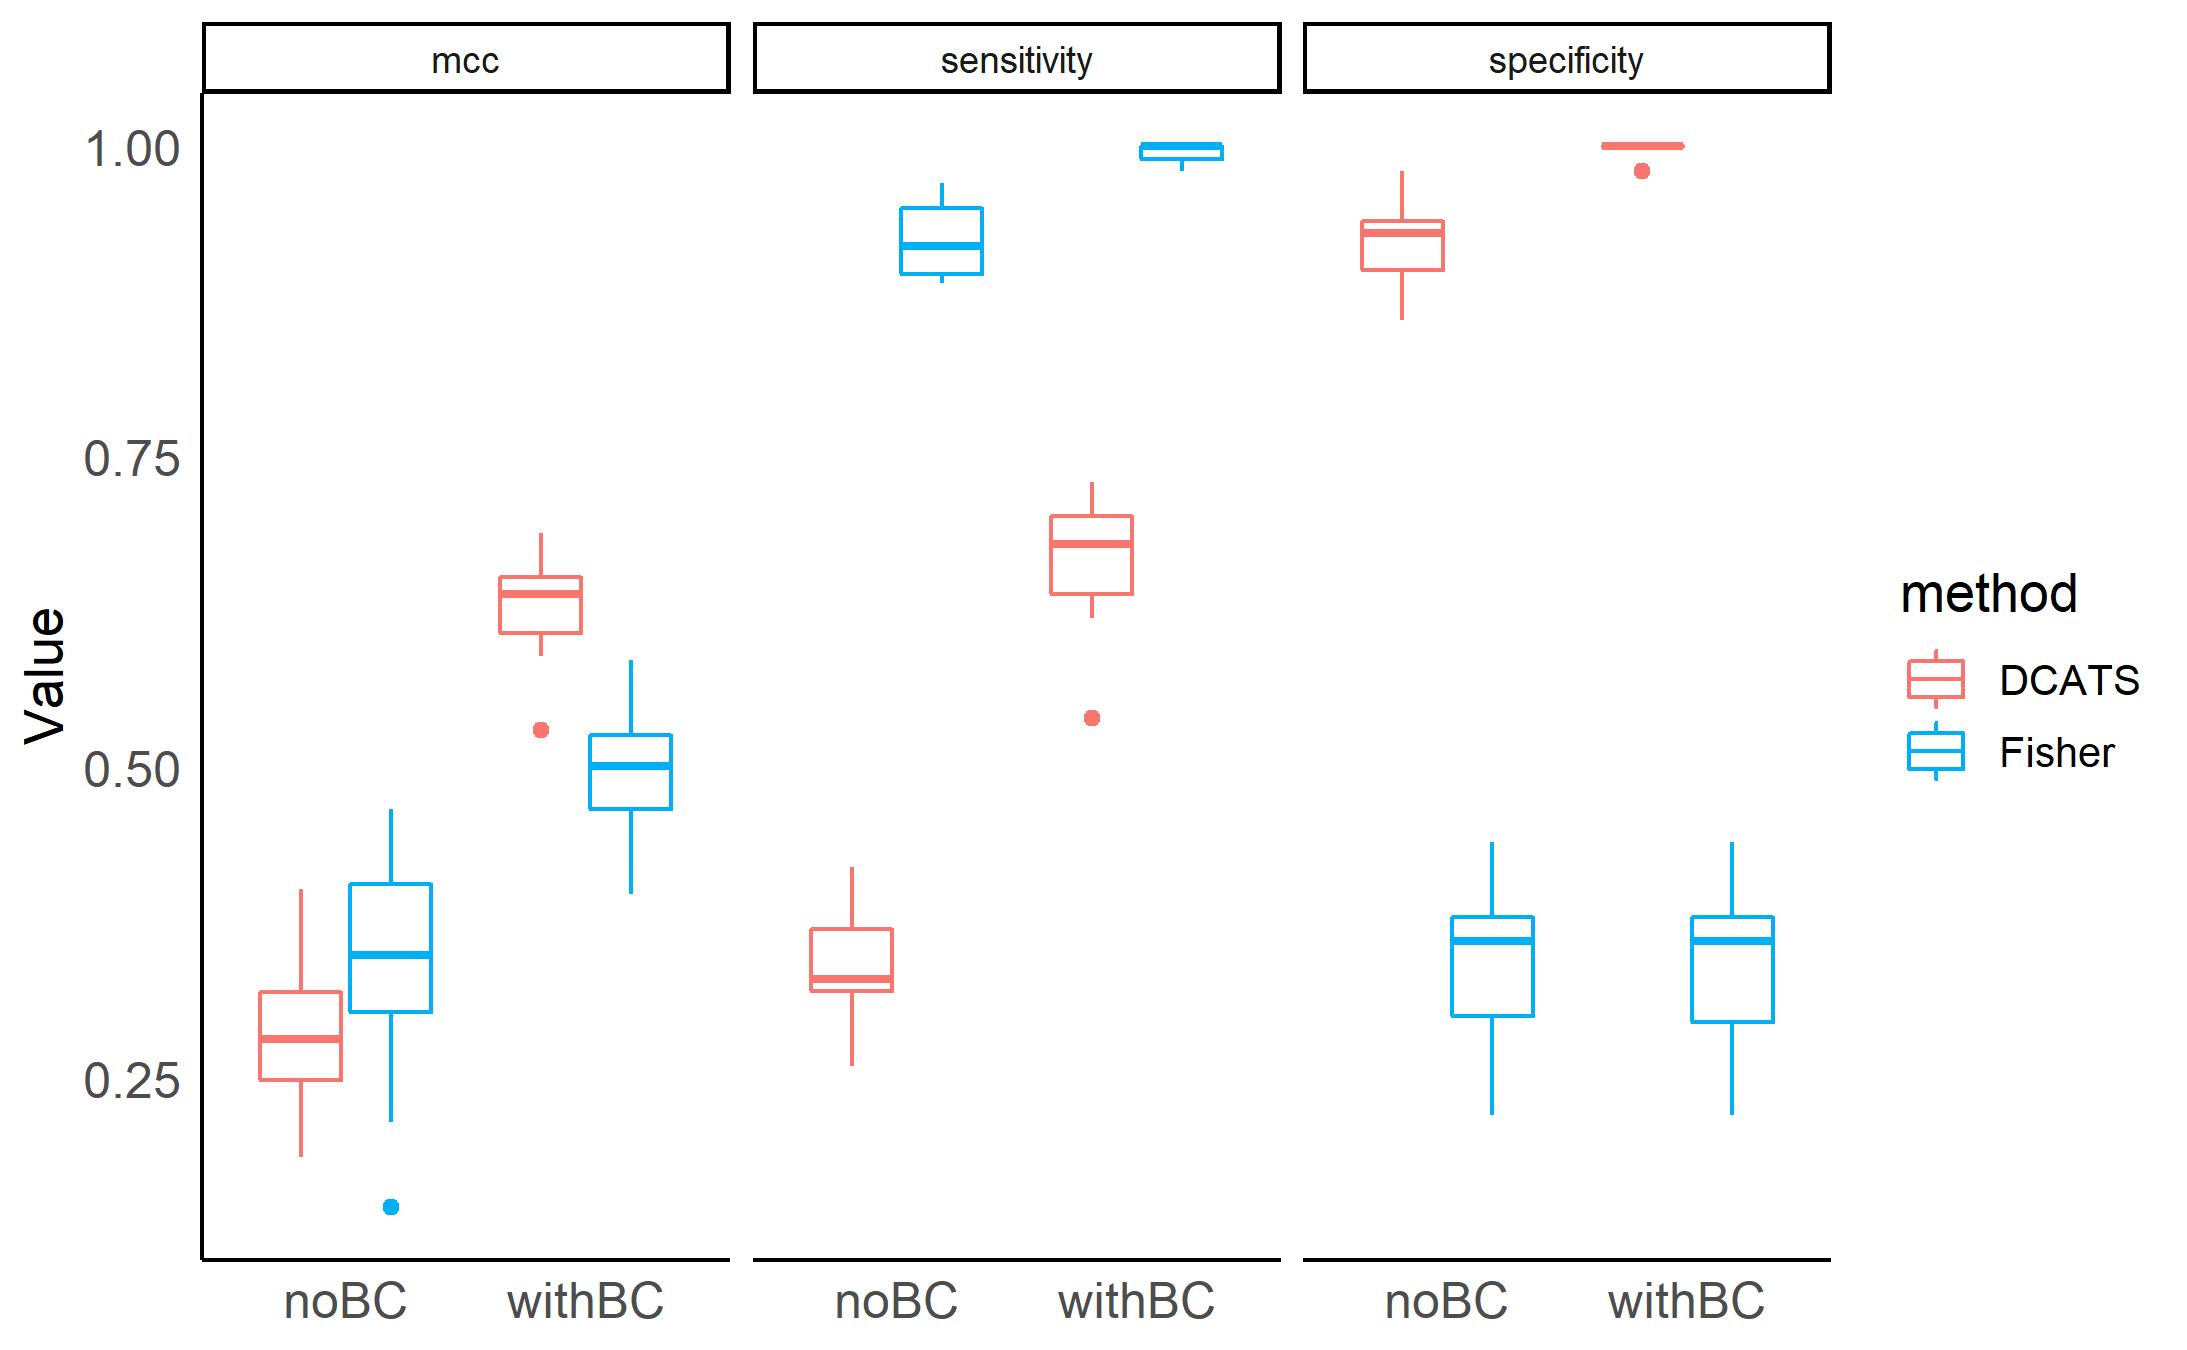 mcc
sensitivity
specificity
1.00
0.75
0.50
0.25
Value
noBC
withBC
noBC
withBC
noBC
withBC
method
DCATS
Fisher